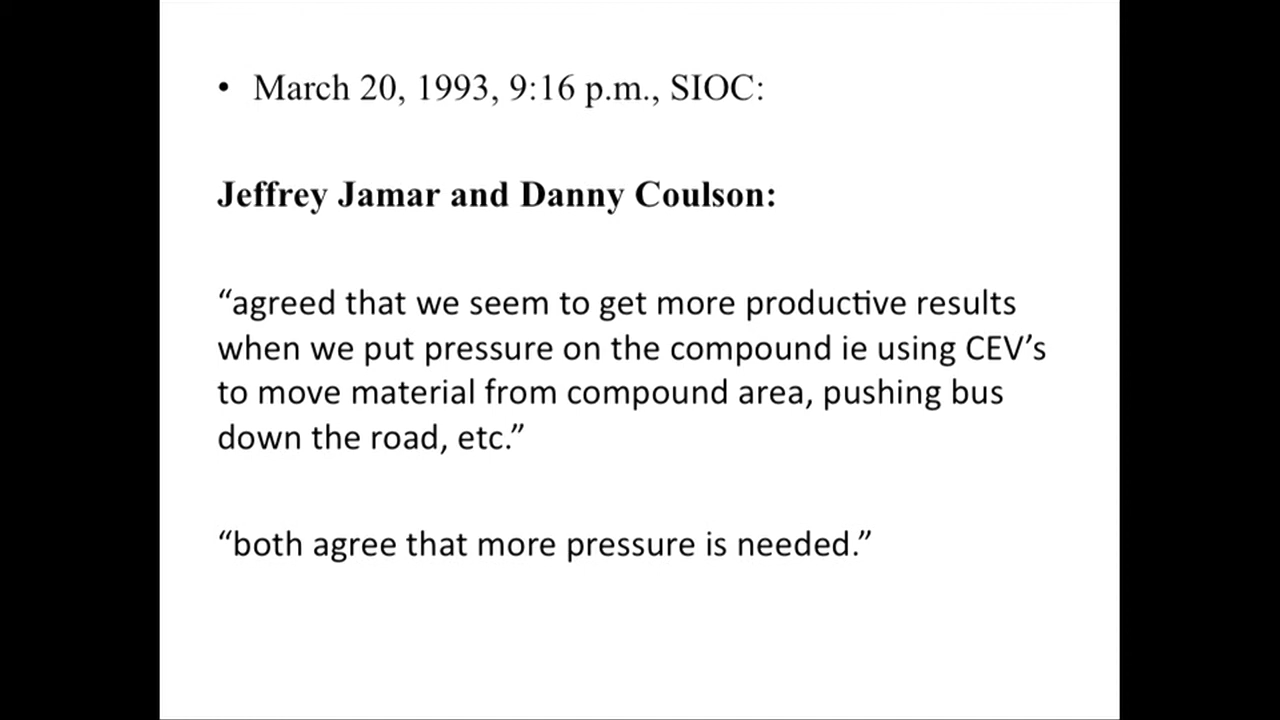 • March 20, 1993, 9:16 p.m., SIOC:
Jeffrey Jamar and Danny Coulson:
“agreed that we seem to get more productive results
when we put pressure on the compound ie using CEV’s
to move material from compound area, pushing bus
down the road, etc.”
“both agree that more pressure is needed.”